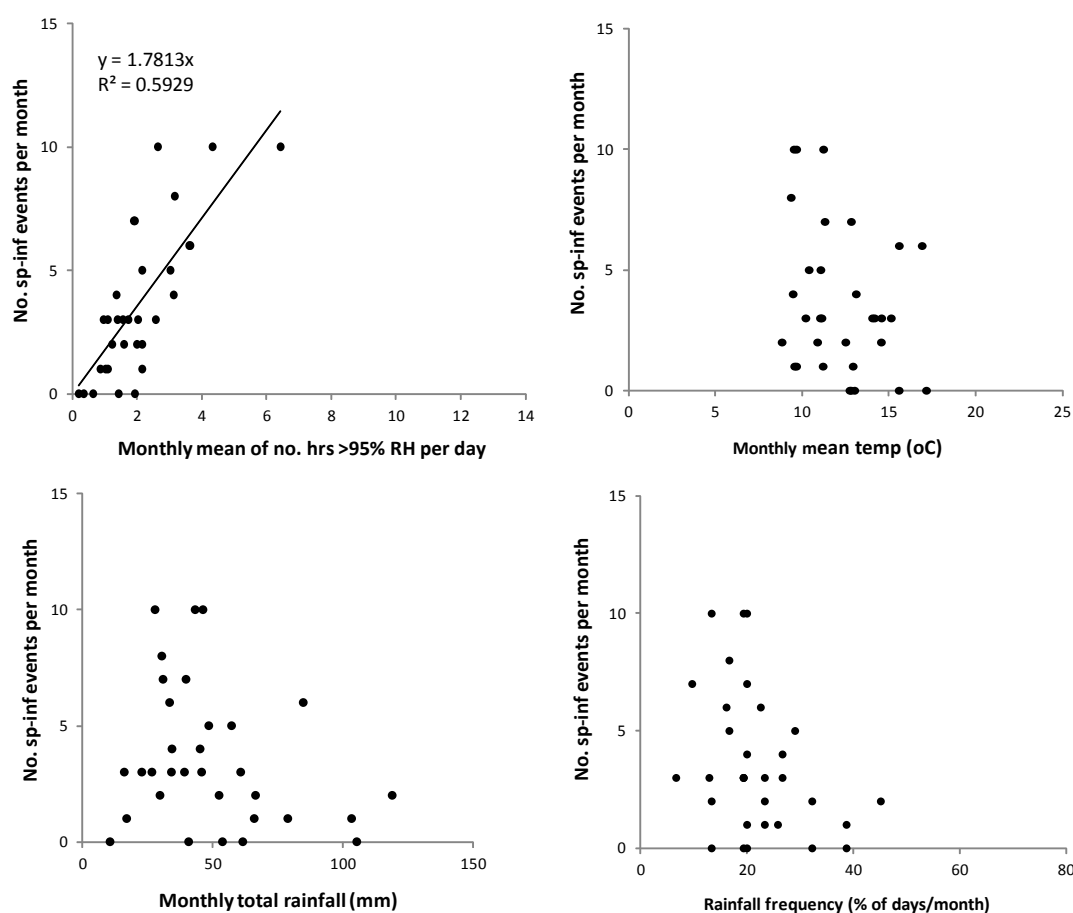 No. sp-inf events per month
15
10
5
0
y = 1.7813x
R² = 0.5929
0 2 4 6 8 10 12 14
Monthly mean of no. hrs >95% RH per day
No. sp-inf events per month
15
10
5
0
0 5 10 15 20 25
Monthly mean temp (oC)
No. sp-inf events per month
15
10
5
0
0 50 100 150
Monthly total rainfall (mm)
No. sp-inf events per month
15
10
5
0
0 20 40 60 80
Rainfall frequency (% of days/month)